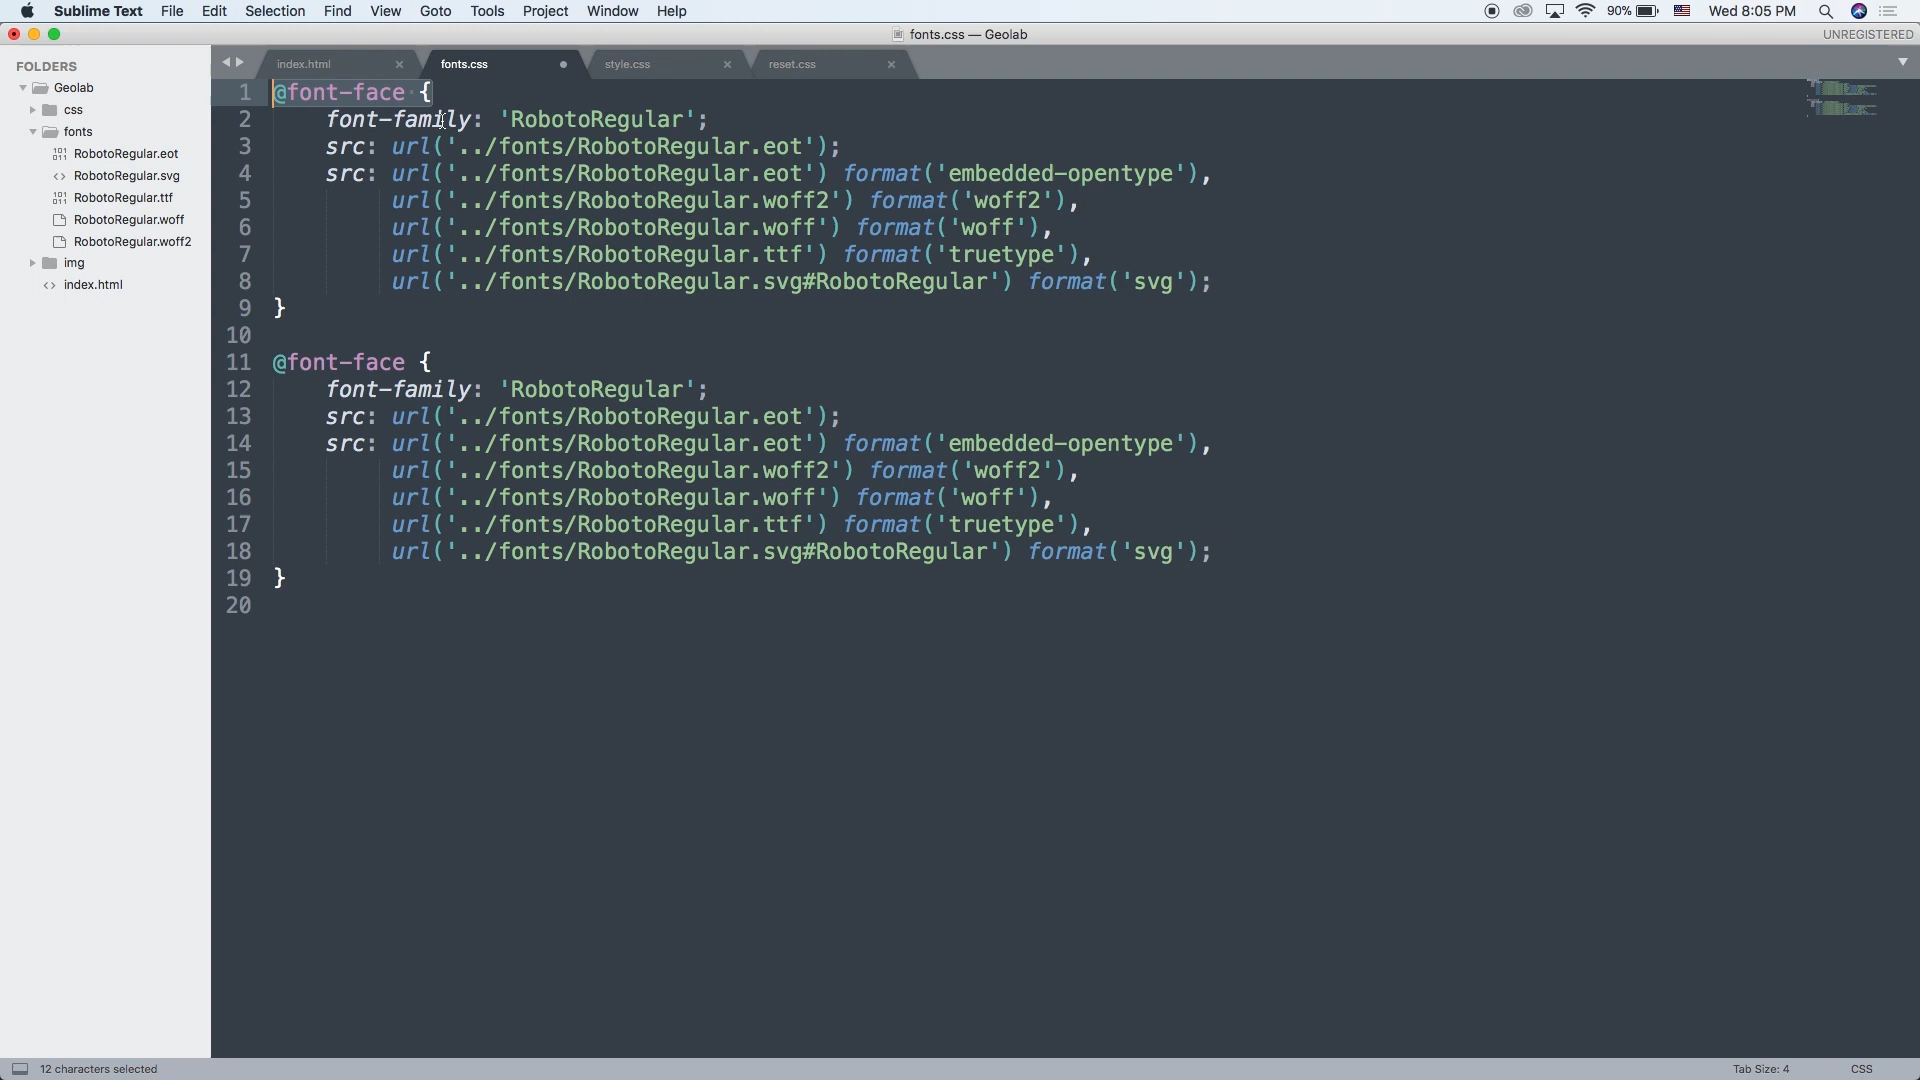 Sublime Text File Edit Selection Find View Goto Tools Project Window Help 90% Wed 8:05 PM
fonts.css — Geolab UNREGISTERED
FOLDERS
Geolab
css
fonts
RobotoRegular.eot
RobotoRegular.svg
RobotoRegular.ttf
RobotoRegular.woff
RobotoRegular.woff2
img
index.html
index.html fonts.css style.css reset.css
1 @font-face {
2 font-family: 'RobotoRegular';
3 src: url('../fonts/RobotoRegular.eot');
4 src: url('../fonts/RobotoRegular.eot') format('embedded-opentype'),
5 url('../fonts/RobotoRegular.woff2') format('woff2'),
6 url('../fonts/RobotoRegular.woff') format('woff'),
7 url('../fonts/RobotoRegular.ttf') format('truetype'),
8 url('../fonts/RobotoRegular.svg#RobotoRegular') format('svg');
9 }
10
11 @font-face {
12 font-family: 'RobotoRegular';
13 src: url('../fonts/RobotoRegular.eot');
14 src: url('../fonts/RobotoRegular.eot') format('embedded-opentype'),
15 url('../fonts/RobotoRegular.woff2') format('woff2'),
16 url('../fonts/RobotoRegular.woff') format('woff'),
17 url('../fonts/RobotoRegular.ttf') format('truetype'),
18 url('../fonts/RobotoRegular.svg#RobotoRegular') format('svg');
19 }
20
12 characters selected Tab Size: 4 CSS